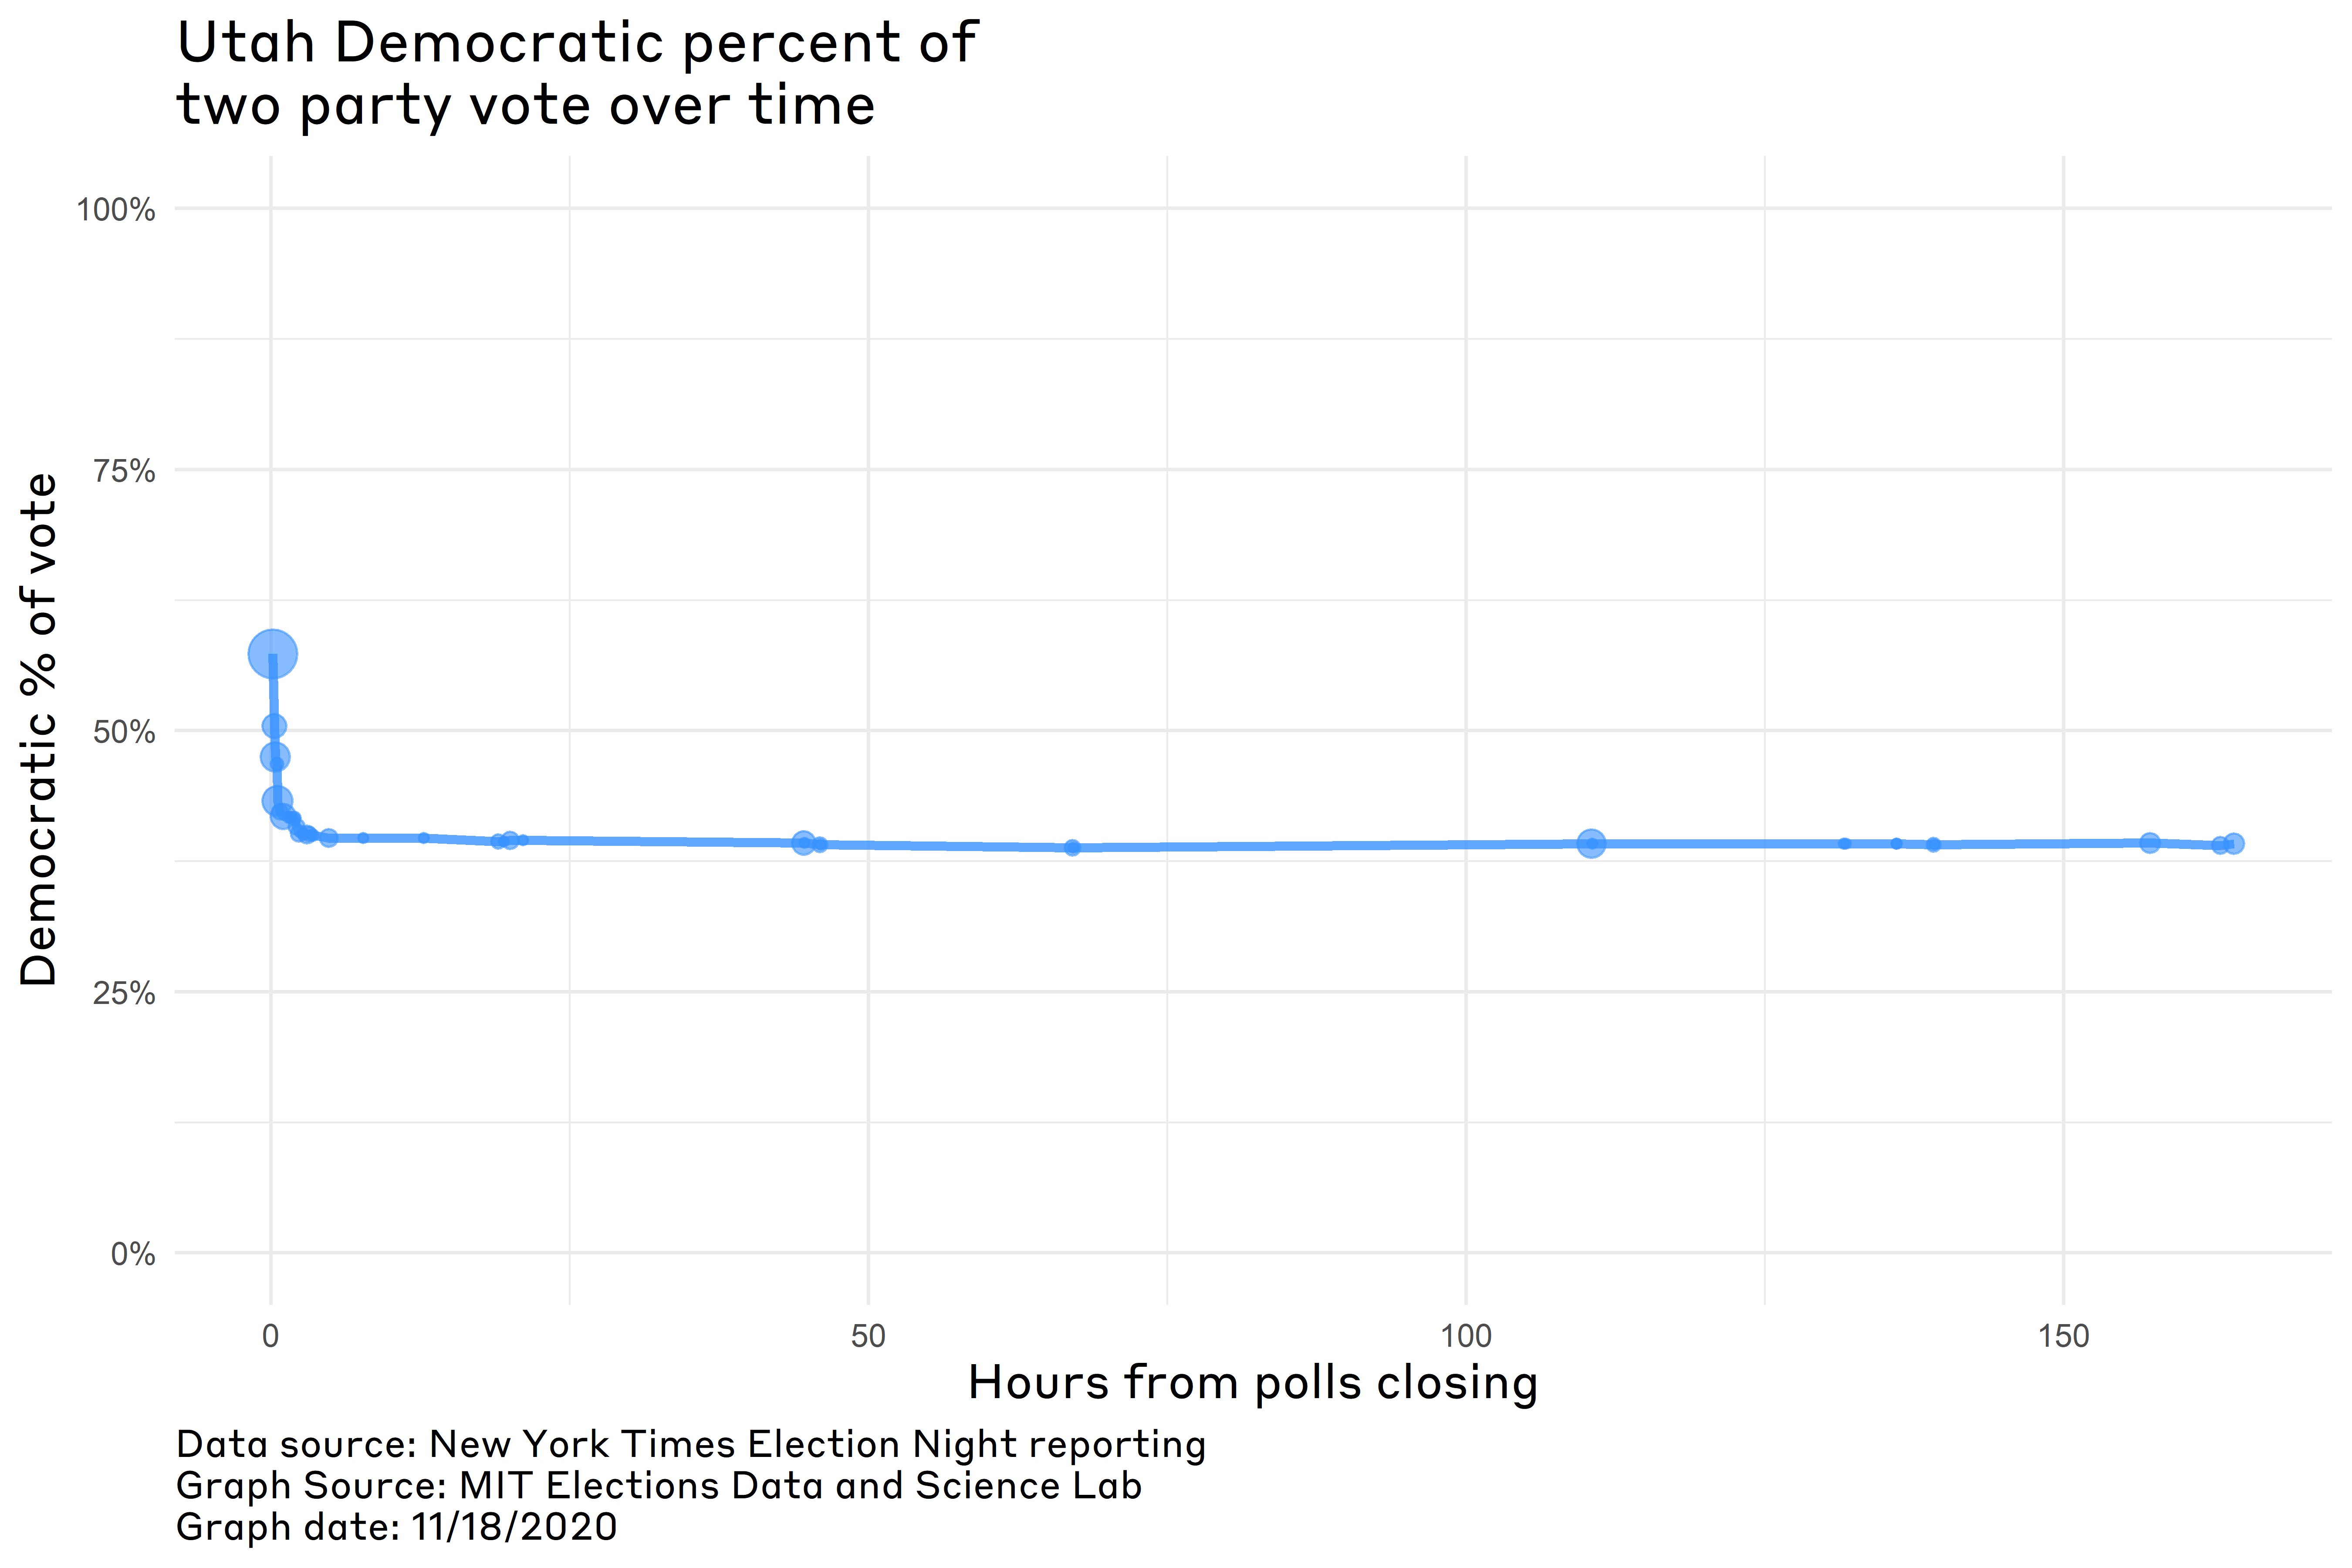 Utah Democratic percent of
two party vote over time
Democratic % of vote
100%
75%
50%
25%
0%
0 50 100 150
Hours from polls closing
Data source: New York Times Election Night reporting
Graph Source: MIT Elections Data and Science Lab
Graph date: 11/18/2020